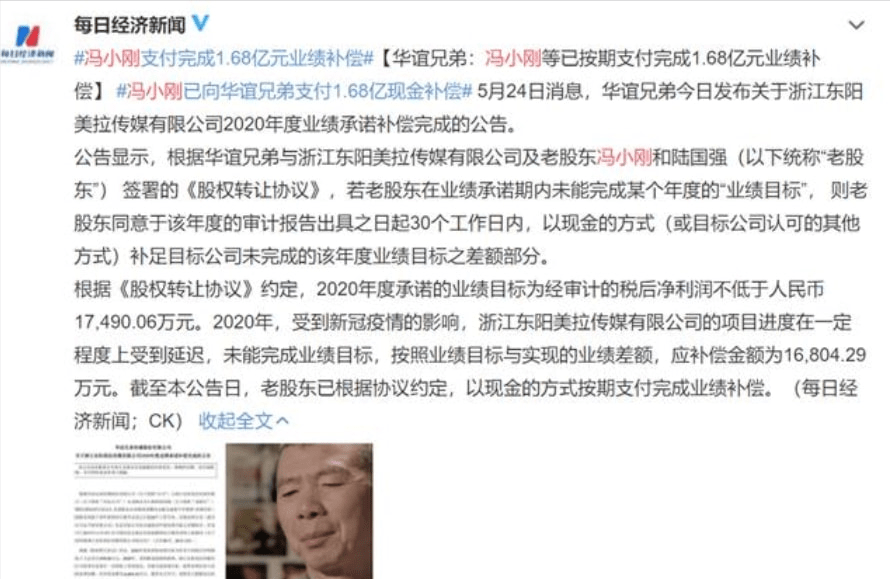 每日经济新闻
每日经济新闻
#冯小刚支付完成1.68亿元业绩补偿#【华谊兄弟：冯小刚等已按期支付完成1.68亿元业绩补
偿】 #冯小刚已向华谊兄弟支付1.68亿现金补偿# 5月24日消息，华谊兄弟今日发布关于浙江东阳
美拉传媒有限公司2020年度业绩承诺补偿完成的公告。
公告显示，根据华谊兄弟与浙江东阳美拉传媒有限公司及老股东冯小刚和陆国强（以下统称“老股
东”） 签署的《股权转让协议》，若老股东在业绩承诺期内未能完成某个年度的“业绩目标”， 则老
股东同意于该年度的审计报告出具之日起30个工作日内，以现金的方式（或目标公司认可的其他
方式）补足目标公司未完成的该年度业绩目标之差额部分。
根据《股权转让协议》约定，2020年度承诺的业绩目标为经审计的税后净利润不低于人民币
17,490.06万元。2020年，受到新冠疫情的影响，浙江东阳美拉传媒有限公司的项目进度在一定
程度上受到延迟，未能完成业绩目标，按照业绩目标与实现的业绩差额，应补偿金额为16,804.29
万元。截至本公告日，老股东已根据协议约定，以现金的方式按期支付完成业绩补偿。（每日经
济新闻；CK） 收起全文